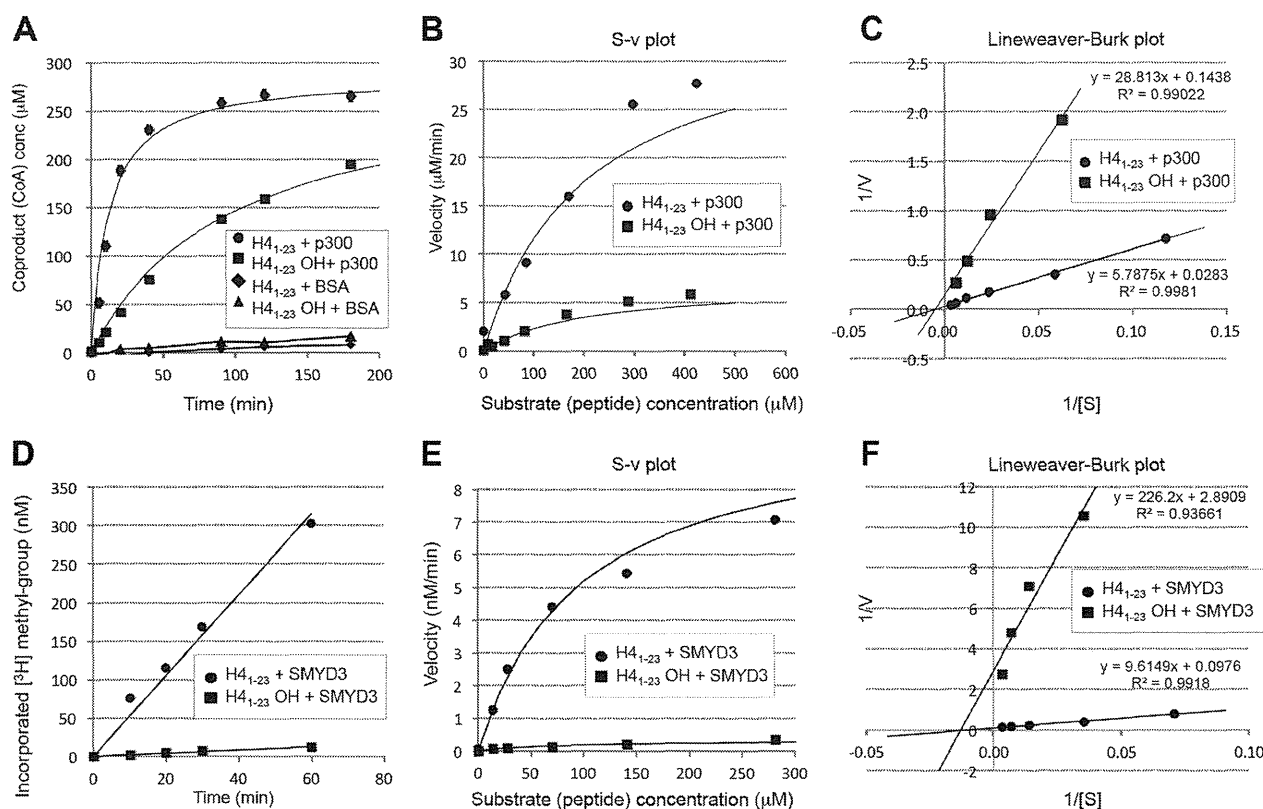 A
Coproduct (CoA) conc (μM)
300
250
200
150
100
50
0
0 50 100 150 200
Time (min)
H4₁₋₂₃ + p300
H4₁₋₂₃ OH+ p300
H4₁₋₂₃ + BSA
H4₁₋₂₃ OH + BSA
B
S-v plot
Velocity (μM/min)
30
25
20
15
10
5
0
0 100 200 300 400 500 600
Substrate (peptide) concentration (μM)
H4₁₋₂₃ + p300
H4₁₋₂₃ OH + p300
C
Lineweaver-Burk plot
1/V
2.5
2.0
1.5
1.0
0.5
0.0
-0.5
-0.05 0.00 0.05 0.10 0.15
1/[S]
y = 28.813x + 0.1438
R² = 0.99022
H4₁₋₂₃ + p300
H4₁₋₂₃ OH + p300
y = 5.7875x + 0.0283
R² = 0.9981
D
Incorporated [³H] methyl-group (nM)
350
300
250
200
150
100
50
0
0 20 40 60 80
Time (min)
H4₁₋₂₃ + SMYD3
H4₁₋₂₃ OH + SMYD3
E
S-v plot
Velocity (nM/min)
8
7
6
5
4
3
2
1
0
0 50 100 150 200 250 300
Substrate (peptide) concentration (μM)
H4₁₋₂₃ + SMYD3
H4₁₋₂₃ OH + SMYD3
F
Lineweaver-Burk plot
1/V
12
10
8
6
4
2
0
-2
-0.05 0.00 0.05 0.10
1/[S]
y = 226.2x + 2.8909
R² = 0.93661
H4₁₋₂₃ + SMYD3
H4₁₋₂₃ OH + SMYD3
y = 9.6149x + 0.0976
R² = 0.9918